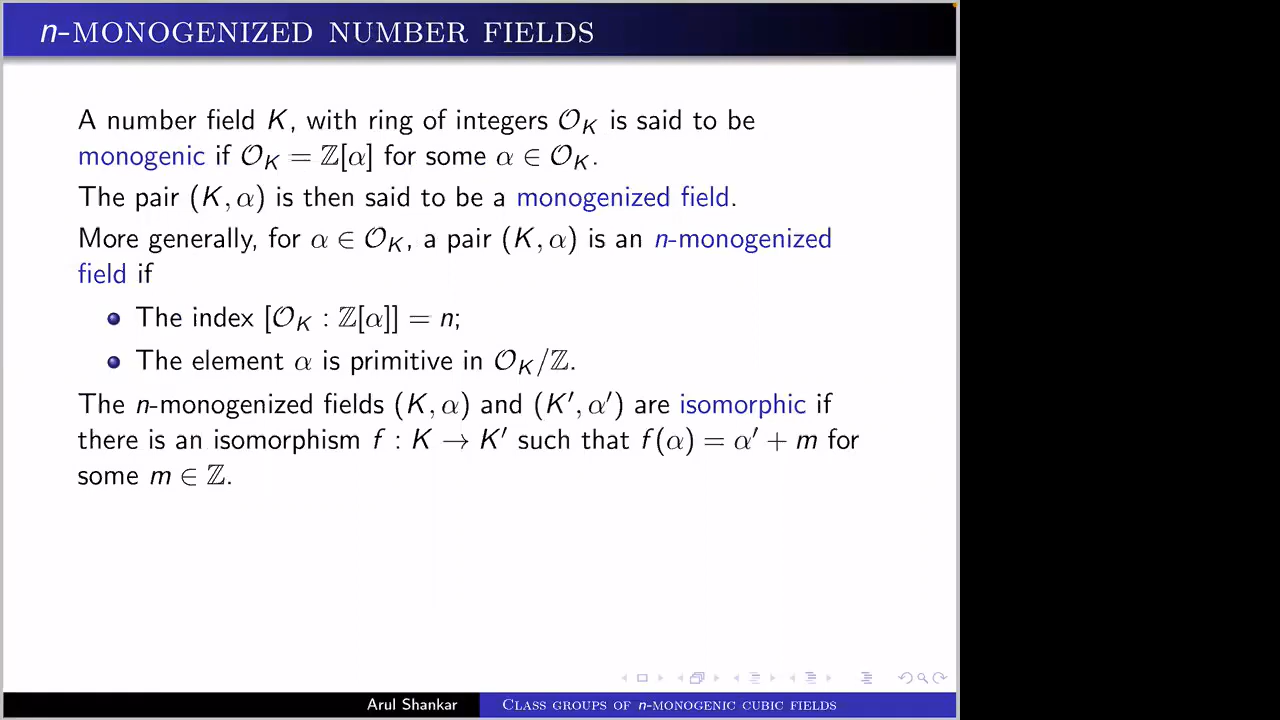 n-MONOGENIZED NUMBER FIELDS
A number field K, with ring of integers 𝒪_K is said to be
monogenic if 𝒪_K = ℤ[α] for some α ∈ 𝒪_K.
The pair (K, α) is then said to be a monogenized field.
More generally, for α ∈ 𝒪_K, a pair (K, α) is an n-monogenized
field if
The index [𝒪_K : ℤ[α]] = n;
The element α is primitive in 𝒪_K/ℤ.
The n-monogenized fields (K, α) and (K′, α′) are isomorphic if
there is an isomorphism f : K → K′ such that f(α) = α′ + m for
some m ∈ ℤ.
Arul Shankar
CLASS GROUPS OF n-MONOGENIC CUBIC FIELDS